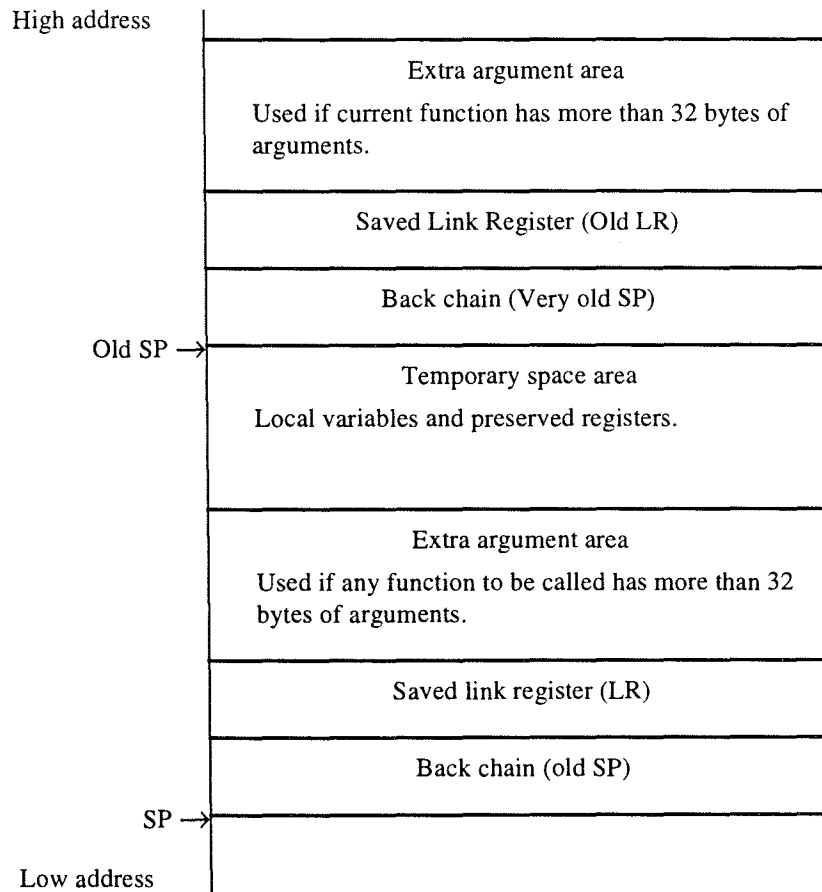 High address
Extra argument area
Used if current function has more than 32 bytes of
arguments.
Saved Link Register (Old LR)
Back chain (Very old SP)
Old SP
Temporary space area
Local variables and preserved registers.
Extra argument area
Used if any function to be called has more than 32
bytes of arguments.
Saved link register (LR)
Back chain (old SP)
SP
Low address